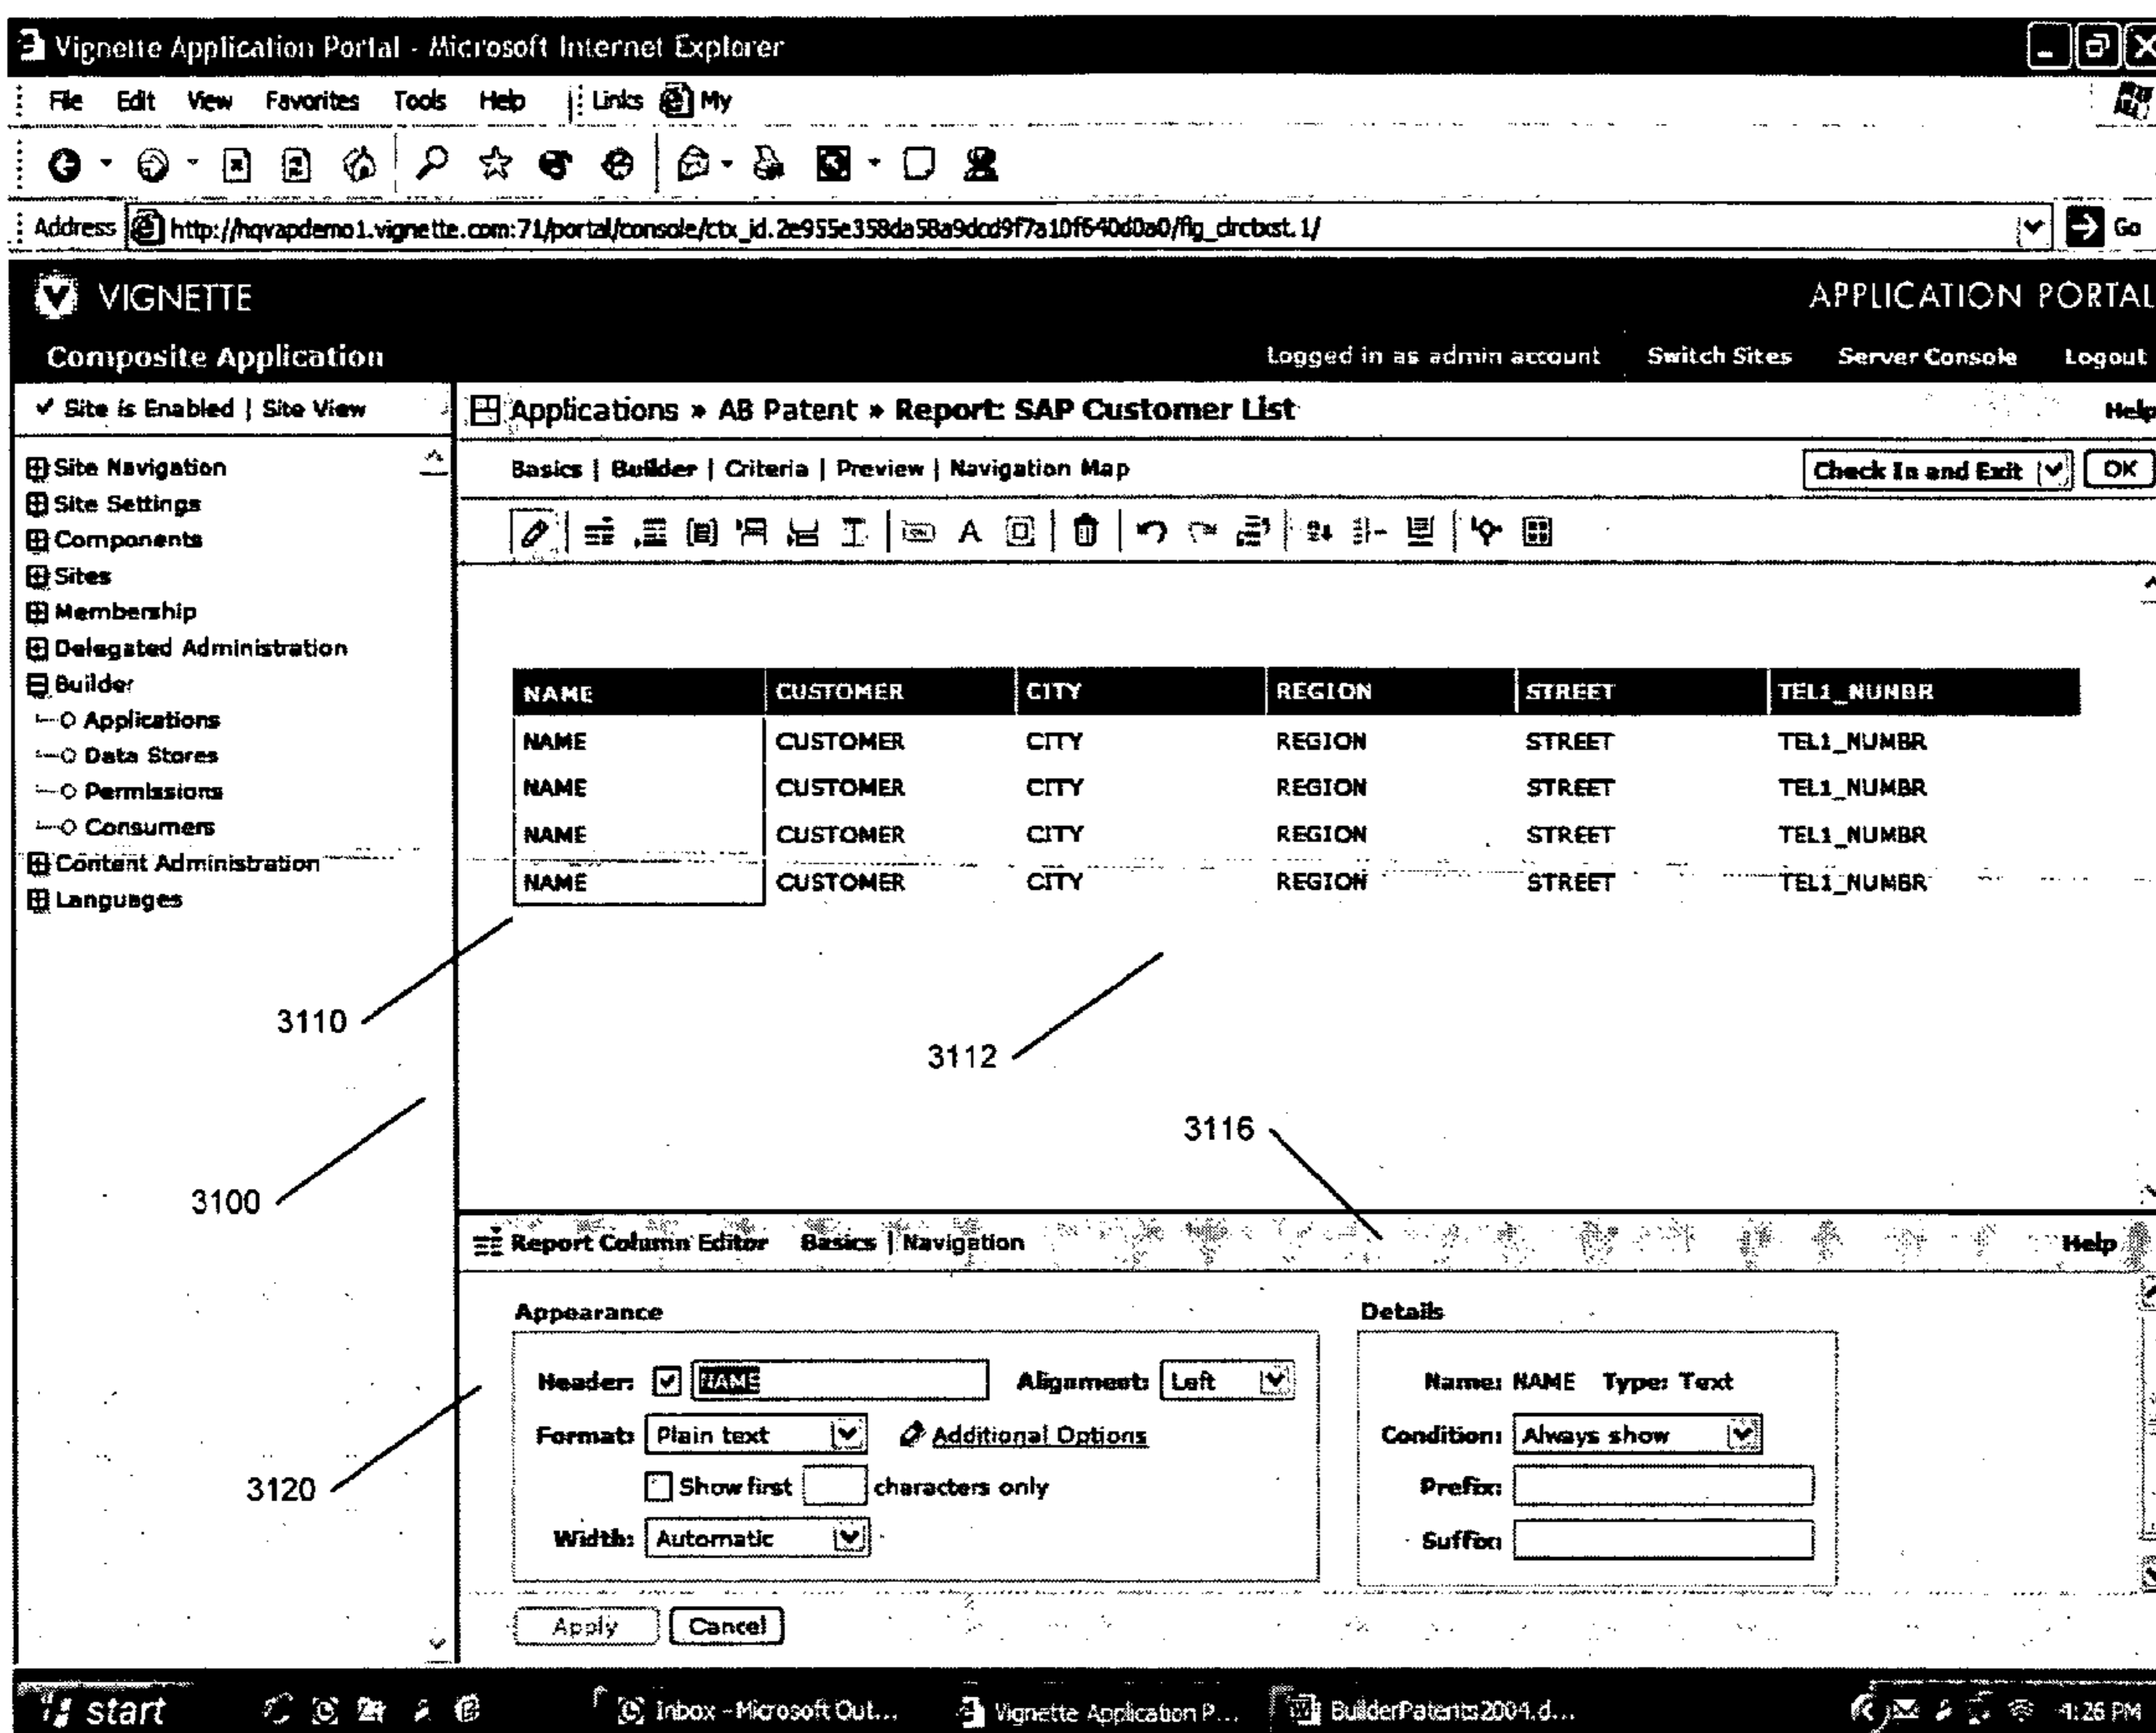 Vignette Application Portal - Microsoft Internet Explorer
File Edit View Favorites Tools Help Links My
Address http://hqvapdemo1.vignette.com:71/portal/console/ctx_id.2e955e358da58a9dcd9f7a10f640d0a0/flg_drctxst.1/ Go
VIGNETTE APPLICATION PORTAL
Composite Application Logged in as admin account Switch Sites Server Console Logout
Site is Enabled | Site View
Applications » AB Patent » Report: SAP Customer List Help
Basics | Builder | Criteria | Preview | Navigation Map Check In and Exit OK
Site Navigation
Site Settings
Components
Sites
Membership
Delegated Administration
Builder
Applications
Data Stores
Permissions
Consumers
Content Administration
Languages
NAME CUSTOMER CITY REGION STREET TEL1_NUMBR
NAME CUSTOMER CITY REGION STREET TEL1_NUMBR
NAME CUSTOMER CITY REGION STREET TEL1_NUMBR
NAME CUSTOMER CITY REGION STREET TEL1_NUMBR
NAME CUSTOMER CITY REGION STREET TEL1_NUMBR
3110
3112
3116
3100
Report Column Editor Basics | Navigation Help
Appearance
Header: NAME Alignment: Left
Format: Plain text Additional Options
Show first characters only
Width: Automatic
Details
Name: NAME Type: Text
Condition: Always show
Prefix:
Suffix:
3120
Apply Cancel
start Inbox - Microsoft Out... Vignette Application P... BuilderPatents2004.d... 4:26 PM